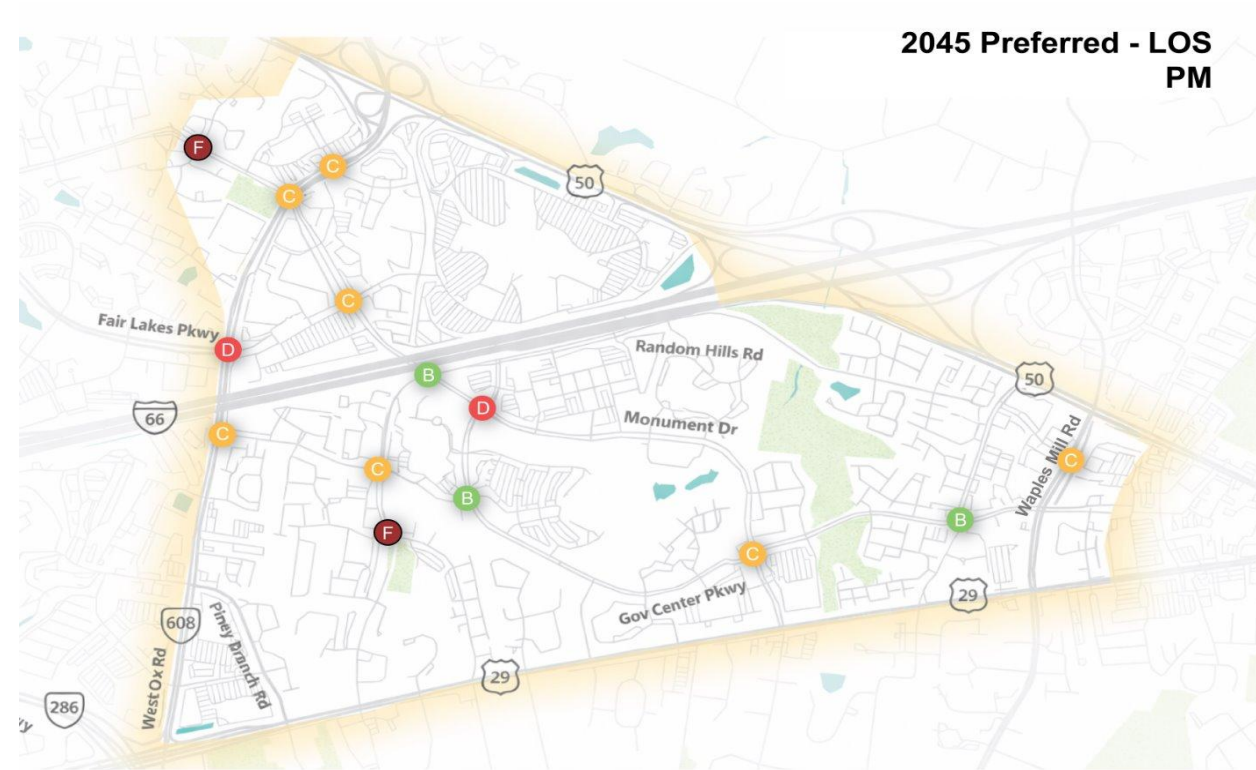 2045 Preferred - LOS
PM
F
C
C
50
C
Fair Lakes Pkwy
D
Random Hills Rd
B
50
66
D
Monument Dr
C
Waples Mill Rd
C
C
B
B
F
C
Gov Center Pkwy
29
608
Piney Branch Rd
29
West Ox Rd
286